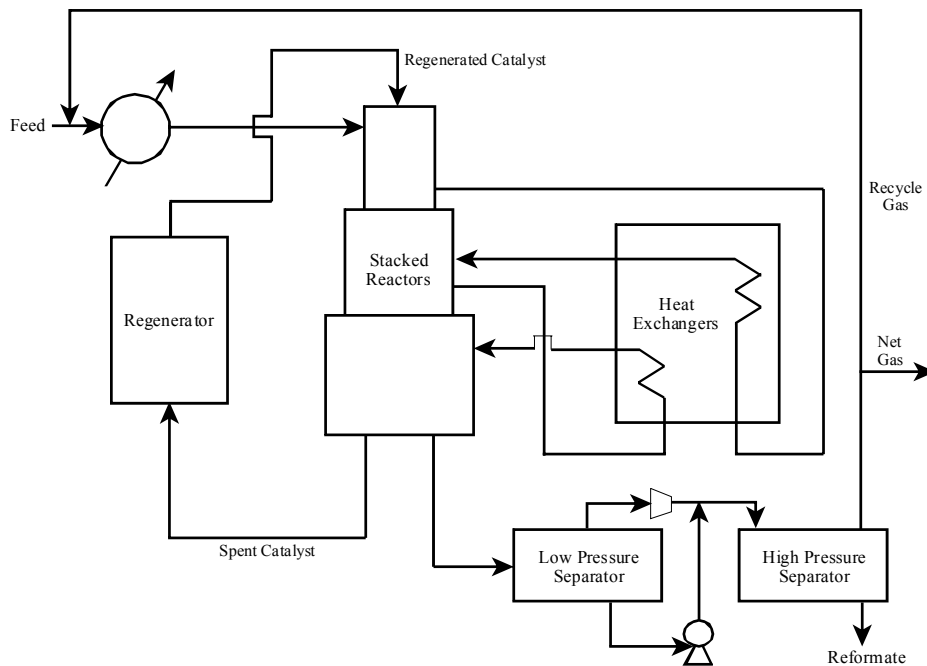 Regenerated Catalyst
Feed
Recycle
Gas
Stacked
Reactors
Heat
Exchangers
Regenerator
Net
Gas
Spent Catalyst
Low Pressure
Separator
High Pressure
Separator
Reformate